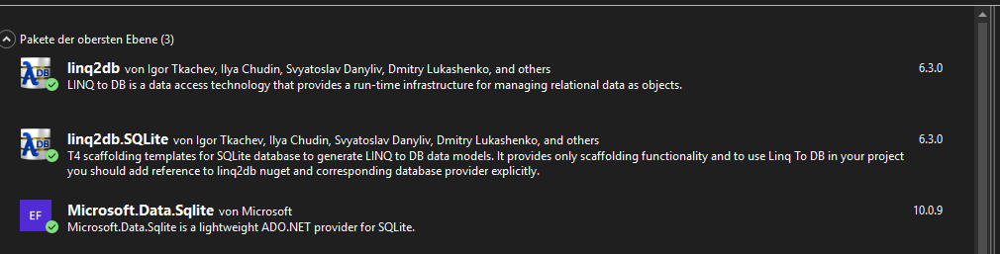 Pakete der obersten Ebene (3)
linq2db von Igor Tkachev, Ilya Chudin, Svyatoslav Danyliv, Dmitry Lukashenko, and others 6.3.0
LINQ to DB is a data access technology that provides a run-time infrastructure for managing relational data as objects.
linq2db.SQLite von Igor Tkachev, Ilya Chudin, Svyatoslav Danyliv, Dmitry Lukashenko, and others 6.3.0
T4 scaffolding templates for SQLite database to generate LINQ to DB data models. It provides only scaffolding functionality and to use Linq To DB in your project
you should add reference to linq2db nuget and corresponding database provider explicitly.
EF Microsoft.Data.Sqlite von Microsoft 10.0.9
Microsoft.Data.Sqlite is a lightweight ADO.NET provider for SQLite.